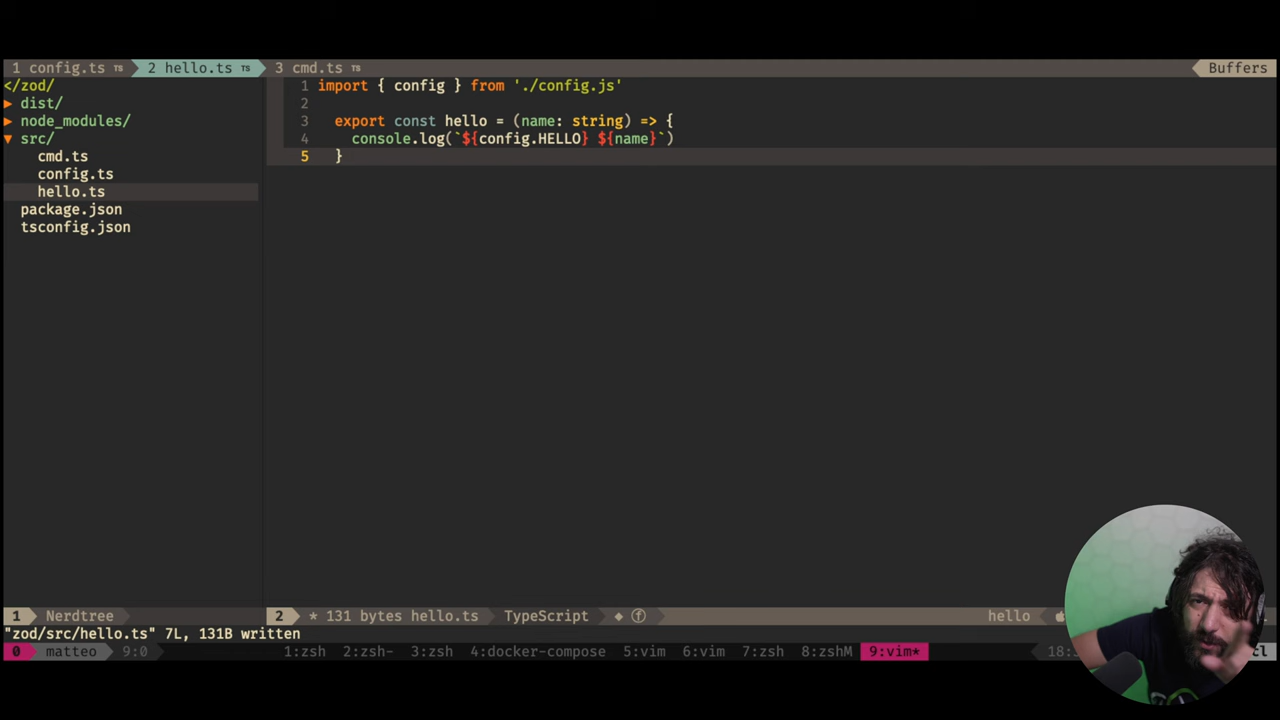 1 config.ts TS 2 hello.ts TS 3 cmd.ts TS Buffers
</zod/
▸ dist/
▸ node_modules/
▾ src/
cmd.ts
config.ts
hello.ts
package.json
tsconfig.json
1 import { config } from './config.js'
2
3 export const hello = (name: string) => {
4 console.log(`${config.HELLO} ${name}`)
5 }
1 Nerdtree
2 * 131 bytes hello.ts TypeScript ◆ ⓕ hello
"zod/src/hello.ts" 7L, 131B written
0 matteo 9:0 1:zsh 2:zsh- 3:zsh 4:docker-compose 5:vim 6:vim 7:zsh 8:zshM 9:vim*